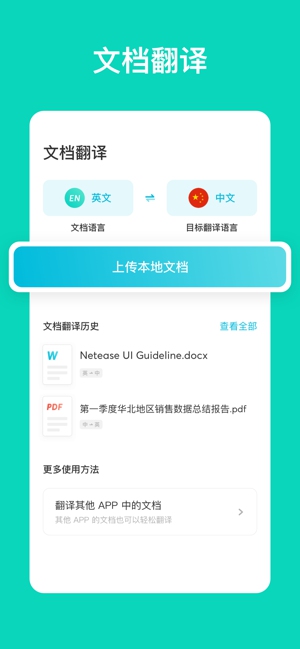 文档翻译
文档翻译
EN 英文 ⇌ 中文
文档语言 目标翻译语言
上传本地文档
文档翻译历史 查看全部
W Netease UI Guideline.docx
英→中
PDF 第一季度华北地区销售数据总结报告.pdf
中→英
更多使用方法
翻译其他 APP 中的文档
其他 APP 的文档也可以轻松翻译